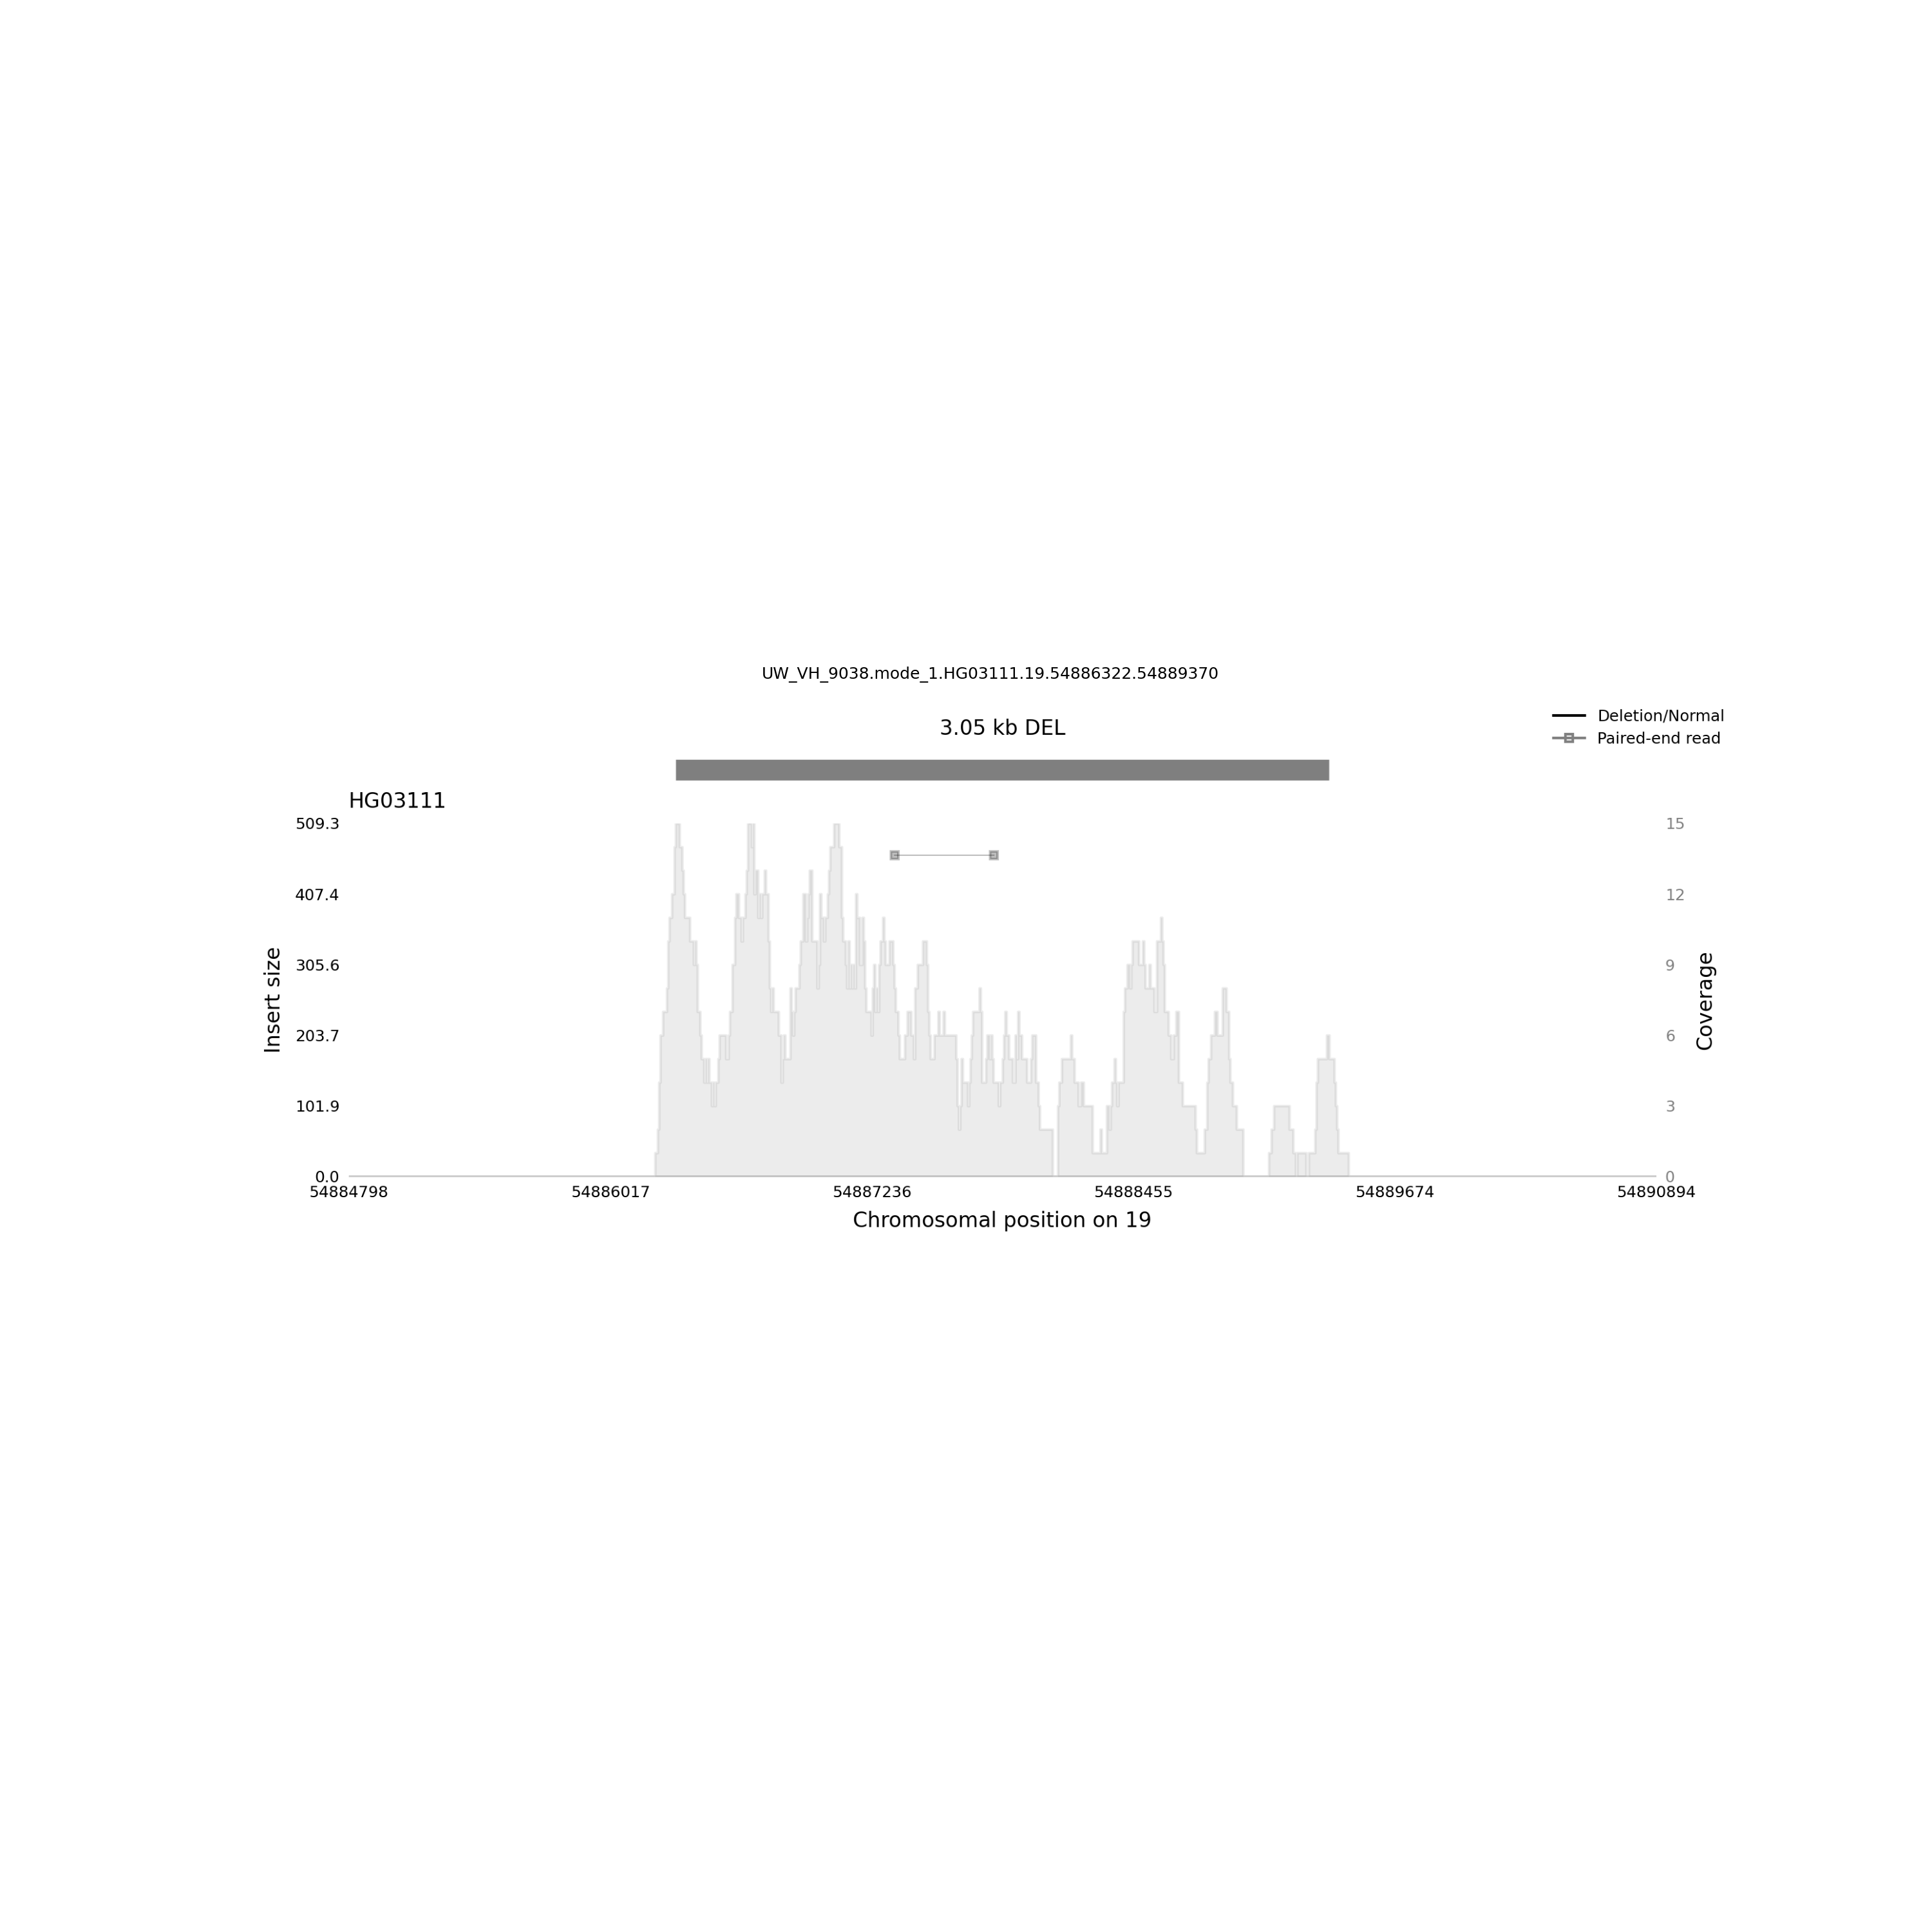 UW_VH_9038.mode_1.HG03111.19.54886322.54889370
3.05 kb DEL
Deletion/Normal
Paired-end read
HG03111
509.3
407.4
305.6
203.7
101.9
0.0
Insert size
15
12
9
6
3
0
Coverage
54884798 54886017 54887236 54888455 54889674 54890894
Chromosomal position on 19